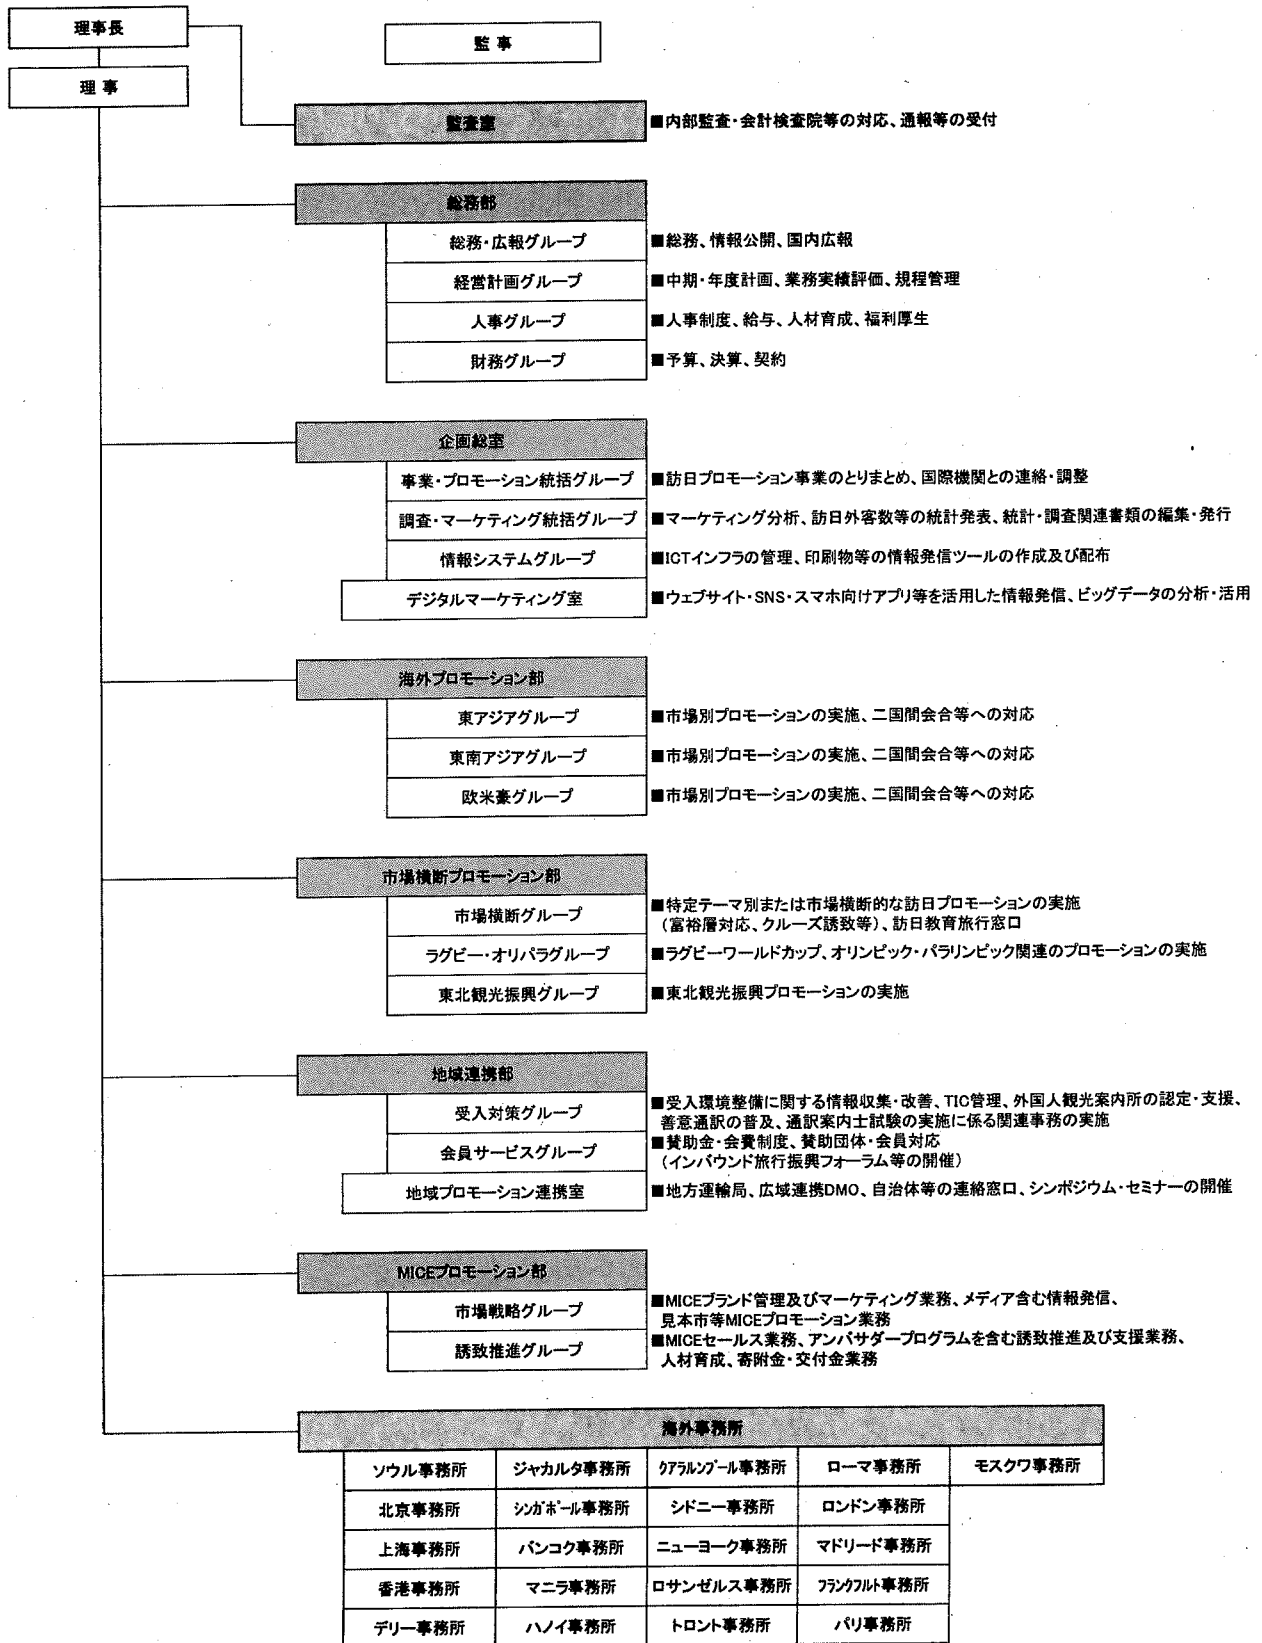 理事長
監 事
理 事
監査室
■内部監査・会計検査院等の対応、通報等の受付
総務部
総務・広報グループ
■総務、情報公開、国内広報
経営計画グループ
■中期・年度計画、業務実績評価、規程管理
人事グループ
■人事制度、給与、人材育成、福利厚生
財務グループ
■予算、決算、契約
企画総室
事業・プロモーション統括グループ
■訪日プロモーション事業のとりまとめ、国際機関との連絡・調整
調査・マーケティング統括グループ
■マーケティング分析、訪日外客数等の統計発表、統計・調査関連書類の編集・発行
情報システムグループ
■ICTインフラの管理、印刷物等の情報発信ツールの作成及び配布
デジタルマーケティング室
■ウェブサイト・SNS・スマホ向けアプリ等を活用した情報発信、ビッグデータの分析・活用
海外プロモーション部
東アジアグループ
■市場別プロモーションの実施、二国間会合等への対応
東南アジアグループ
■市場別プロモーションの実施、二国間会合等への対応
欧米豪グループ
■市場別プロモーションの実施、二国間会合等への対応
市場横断プロモーション部
市場横断グループ
■特定テーマ別または市場横断的な訪日プロモーションの実施
(富裕層対応、クルーズ誘致等)、訪日教育旅行窓口
ラグビー・オリパラグループ
■ラグビーワールドカップ、オリンピック・パラリンピック関連のプロモーションの実施
東北観光振興グループ
■東北観光振興プロモーションの実施
地域連携部
受入対策グループ
■受入環境整備に関する情報収集・改善、TIC管理、外国人観光案内所の認定・支援、
善意通訳の普及、通訳案内士試験の実施に係る関連事務の実施
会員サービスグループ
■賛助金・会費制度、賛助団体・会員対応
(インバウンド旅行振興フォーラム等の開催)
地域プロモーション連携室
■地方運輸局、広域連携DMO、自治体等の連絡窓口、シンポジウム・セミナーの開催
MICEプロモーション部
市場戦略グループ
■MICEブランド管理及びマーケティング業務、メディア含む情報発信、
見本市等MICEプロモーション業務
誘致推進グループ
■MICEセールス業務、アンバサダープログラムを含む誘致推進及び支援業務、
人材育成、寄附金・交付金業務
海外事務所
ソウル事務所 ジャカルタ事務所 クアラルンプール事務所 ローマ事務所 モスクワ事務所
北京事務所 シンガポール事務所 シドニー事務所 ロンドン事務所
上海事務所 バンコク事務所 ニューヨーク事務所 マドリード事務所
香港事務所 マニラ事務所 ロサンゼルス事務所 フランクフルト事務所
デリー事務所 ハノイ事務所 トロント事務所 パリ事務所